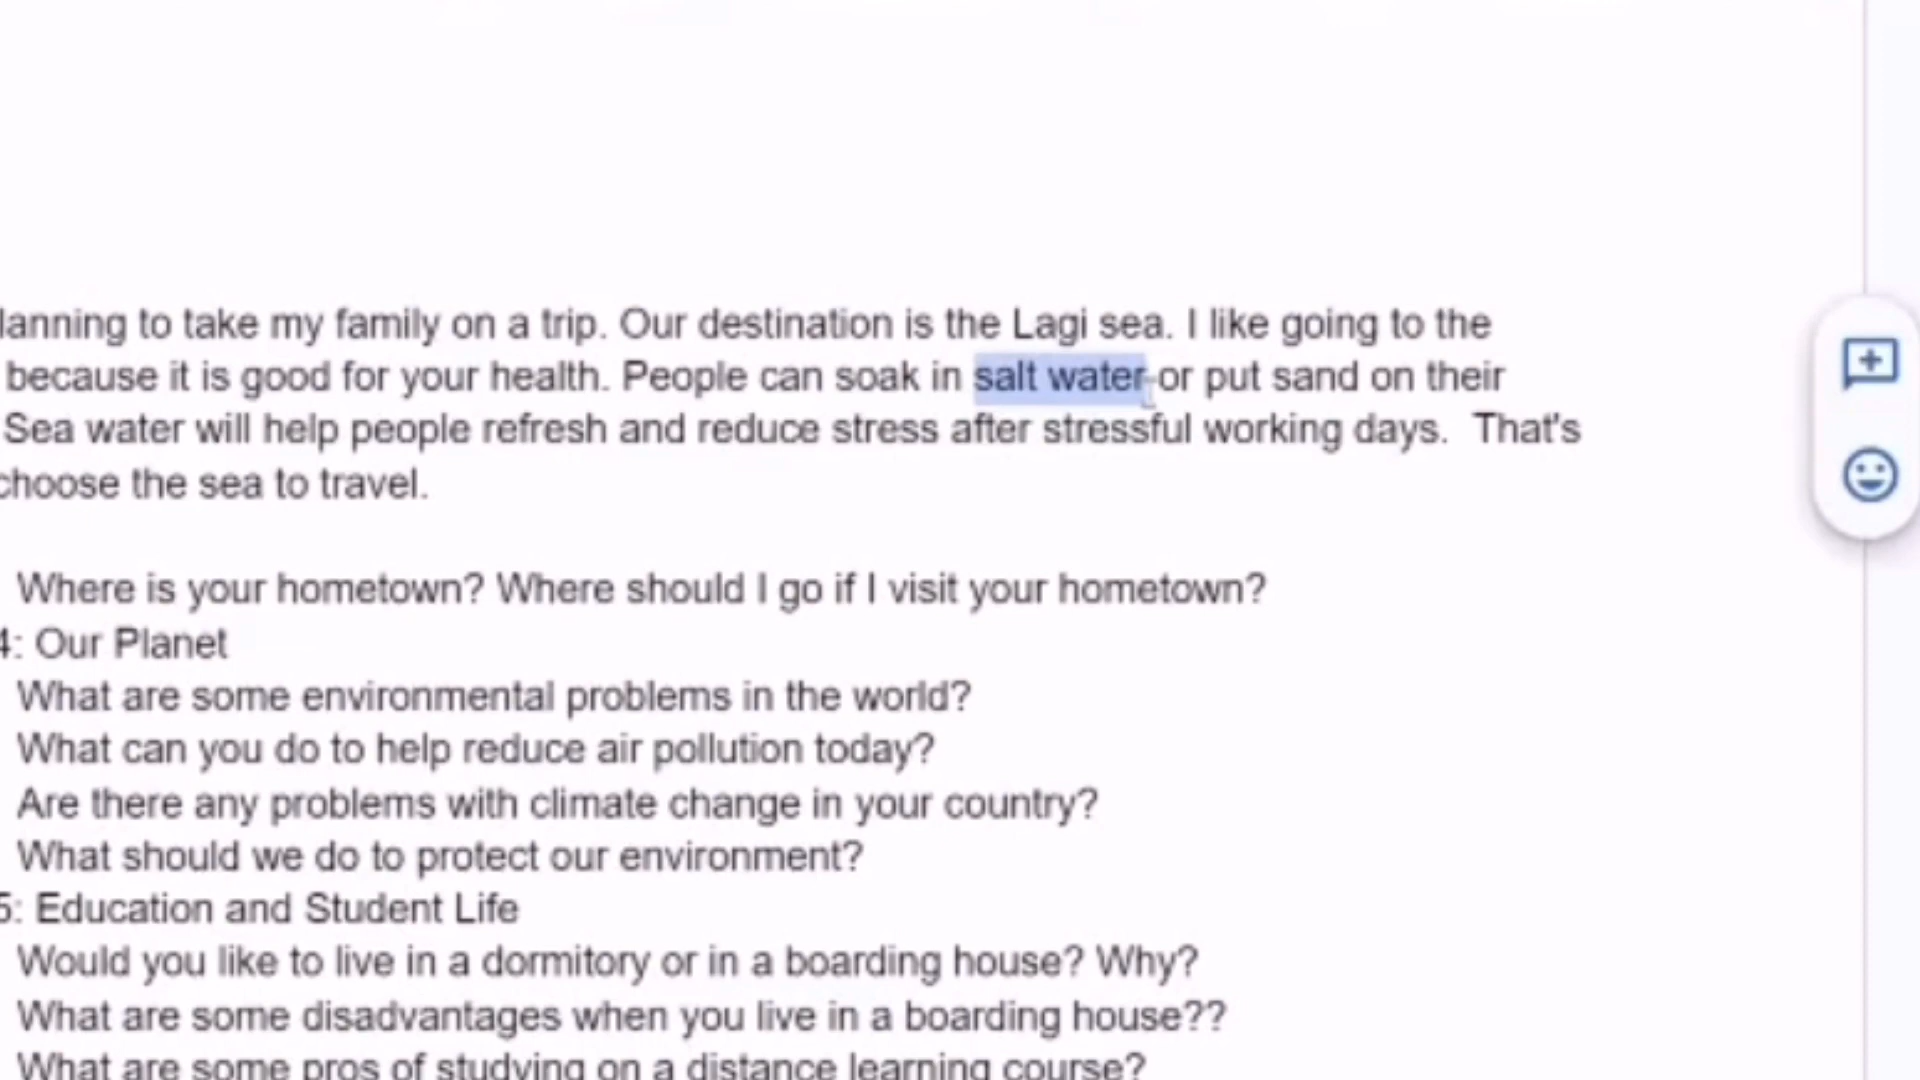 lanning to take my family on a trip. Our destination is the Lagi sea. I like going to the
because it is good for your health. People can soak in salt water or put sand on their
Sea water will help people refresh and reduce stress after stressful working days. That's
choose the sea to travel.
Where is your hometown? Where should I go if I visit your hometown?
4: Our Planet
What are some environmental problems in the world?
What can you do to help reduce air pollution today?
Are there any problems with climate change in your country?
What should we do to protect our environment?
5: Education and Student Life
Would you like to live in a dormitory or in a boarding house? Why?
What are some disadvantages when you live in a boarding house??
What are some pros of studying on a distance learning course?